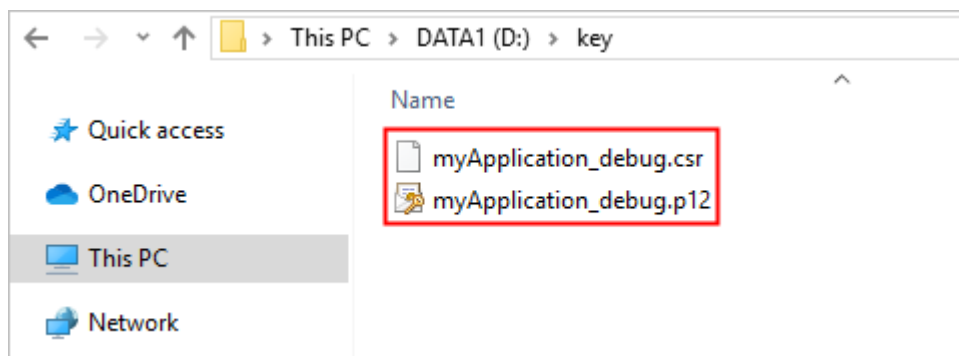 This PC > DATA1 (D:) > key
Name
Quick access
myApplication_debug.csr
OneDrive
myApplication_debug.p12
This PC
Network